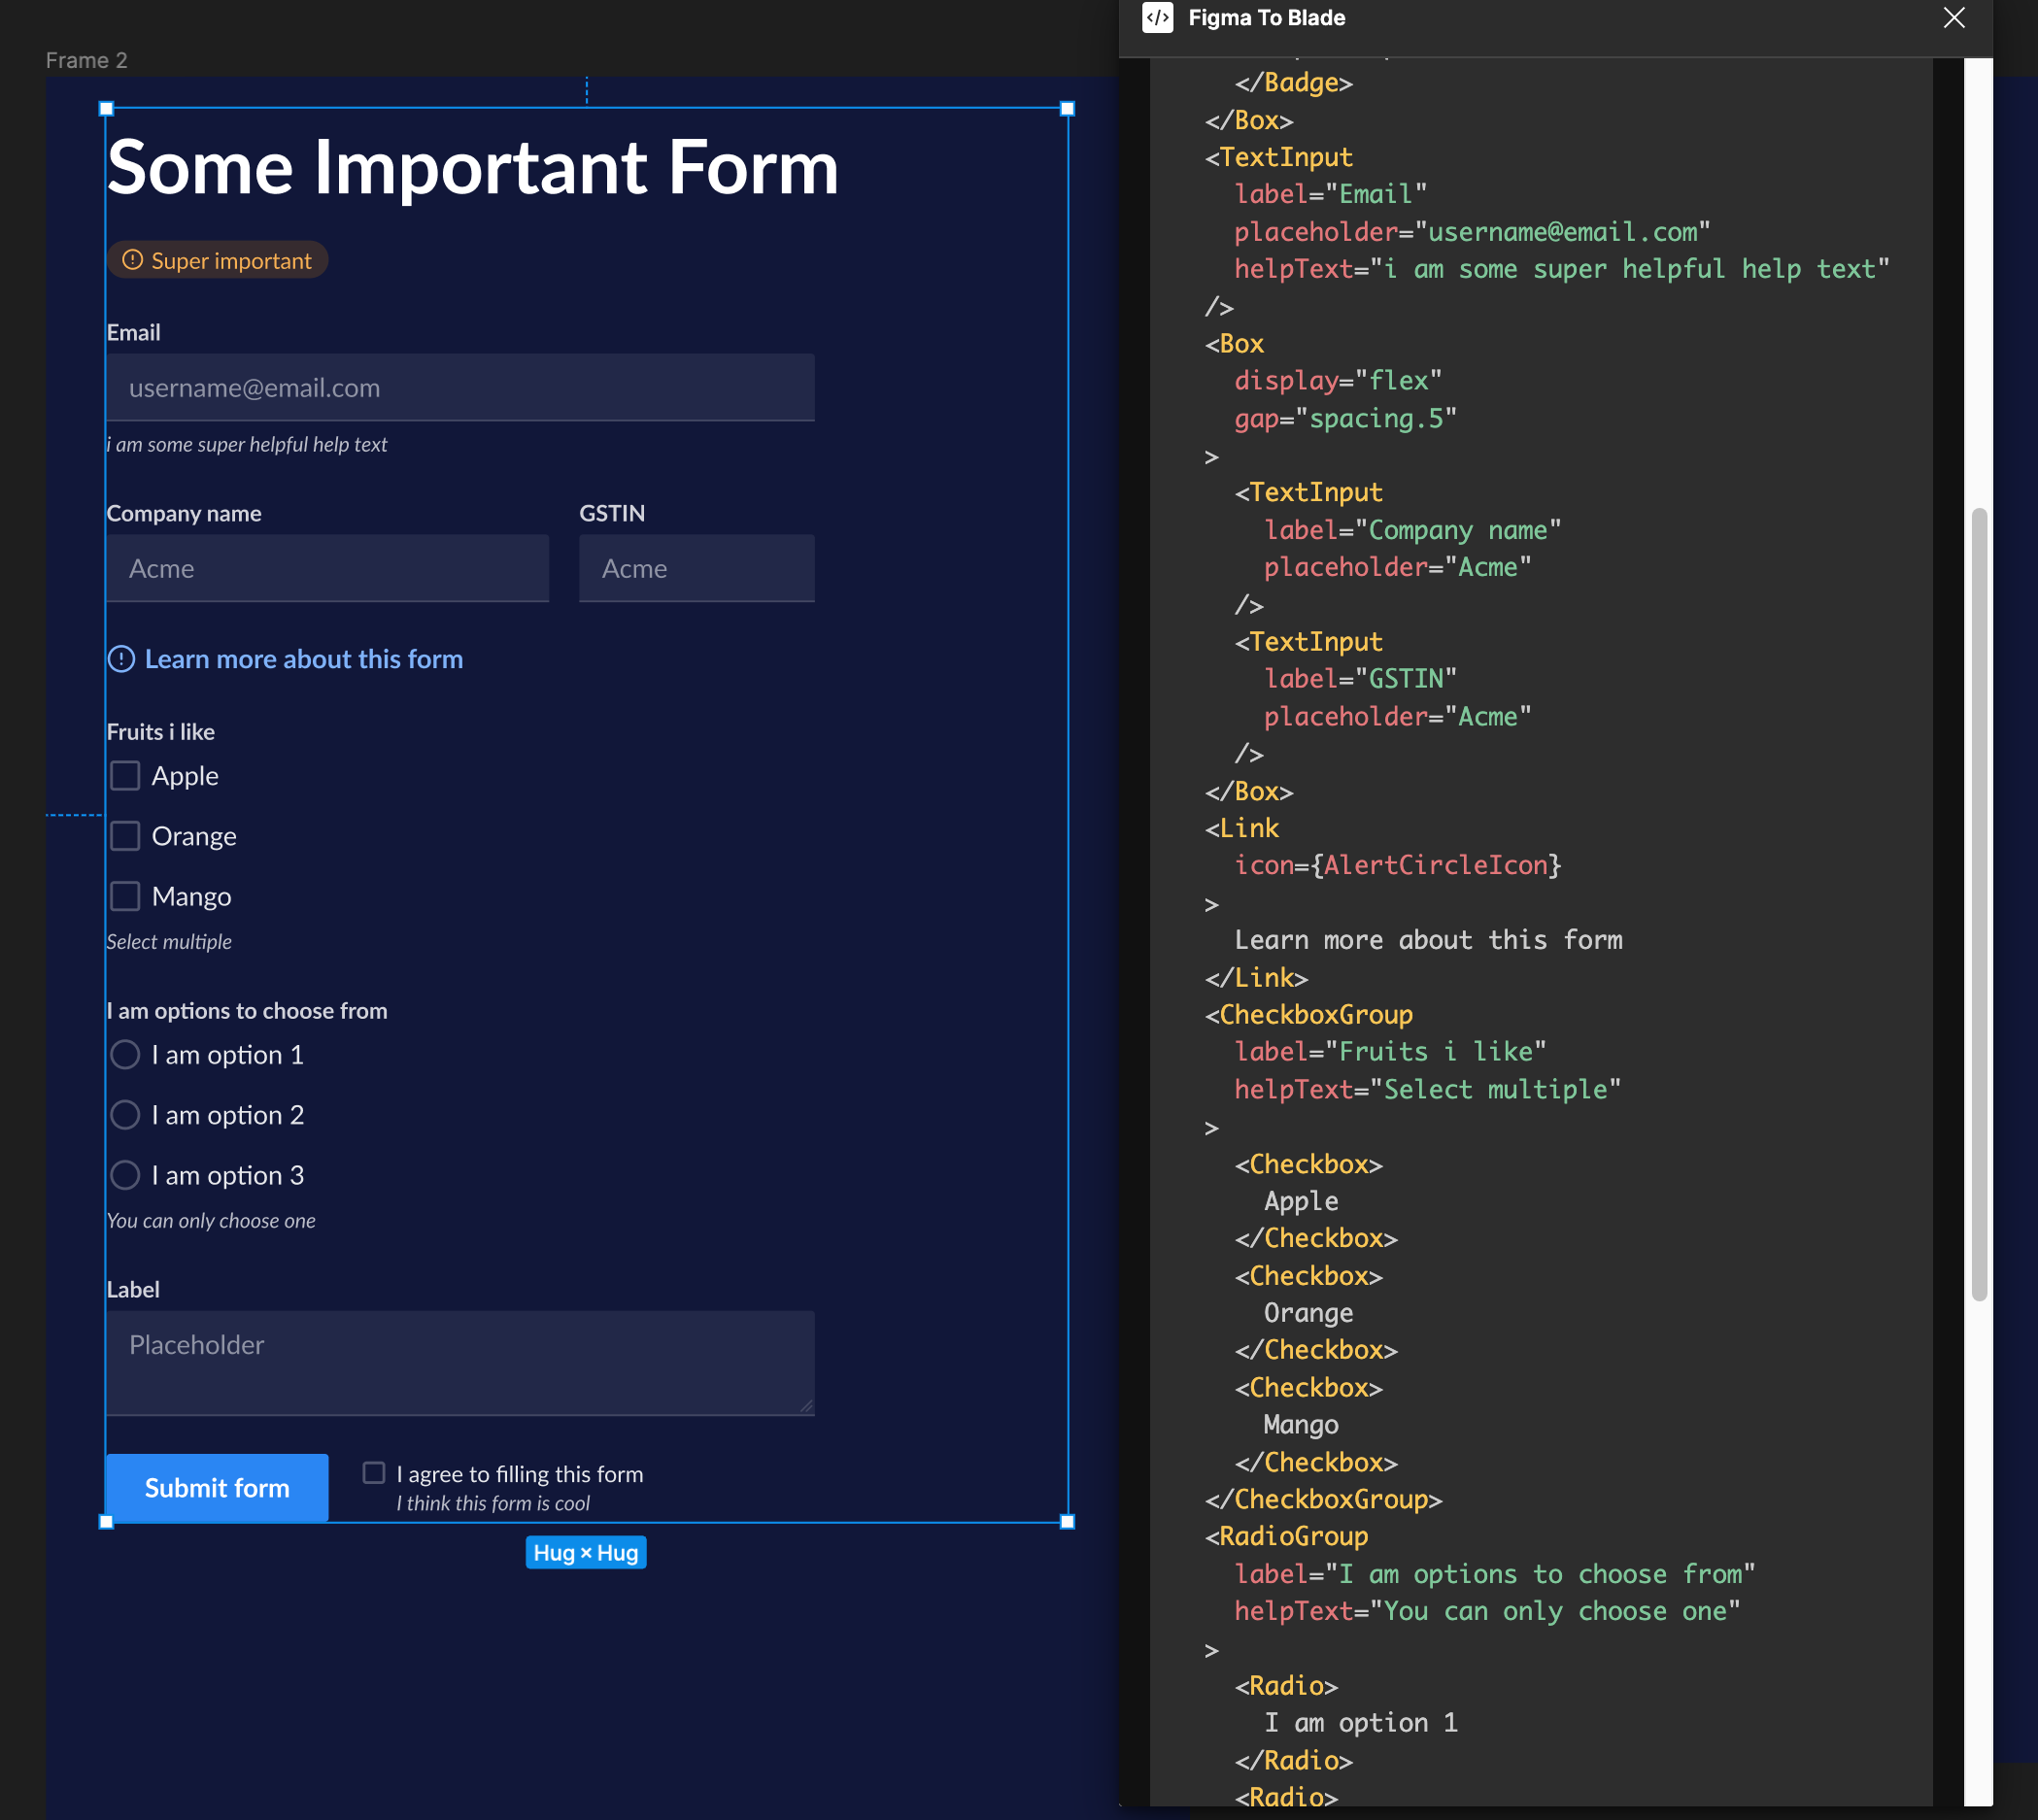 Frame 2
Some Important Form
Super important
Email
username@email.com
i am some super helpful help text
Company name
GSTIN
Acme
Acme
Learn more about this form
Fruits i like
Apple
Orange
Mango
Select multiple
I am options to choose from
I am option 1
I am option 2
I am option 3
You can only choose one
Label
Placeholder
Submit form
I agree to filling this form
I think this form is cool
Hug × Hug
</> Figma To Blade
</Badge>
</Box>
<TextInput
label="Email"
placeholder="username@email.com"
helpText="i am some super helpful help text"
/>
<Box
display="flex"
gap="spacing.5"
>
<TextInput
label="Company name"
placeholder="Acme"
/>
<TextInput
label="GSTIN"
placeholder="Acme"
/>
</Box>
<Link
icon={AlertCircleIcon}
>
Learn more about this form
</Link>
<CheckboxGroup
label="Fruits i like"
helpText="Select multiple"
>
<Checkbox>
Apple
</Checkbox>
<Checkbox>
Orange
</Checkbox>
<Checkbox>
Mango
</Checkbox>
</CheckboxGroup>
<RadioGroup
label="I am options to choose from"
helpText="You can only choose one"
>
<Radio>
I am option 1
</Radio>
<Radio>